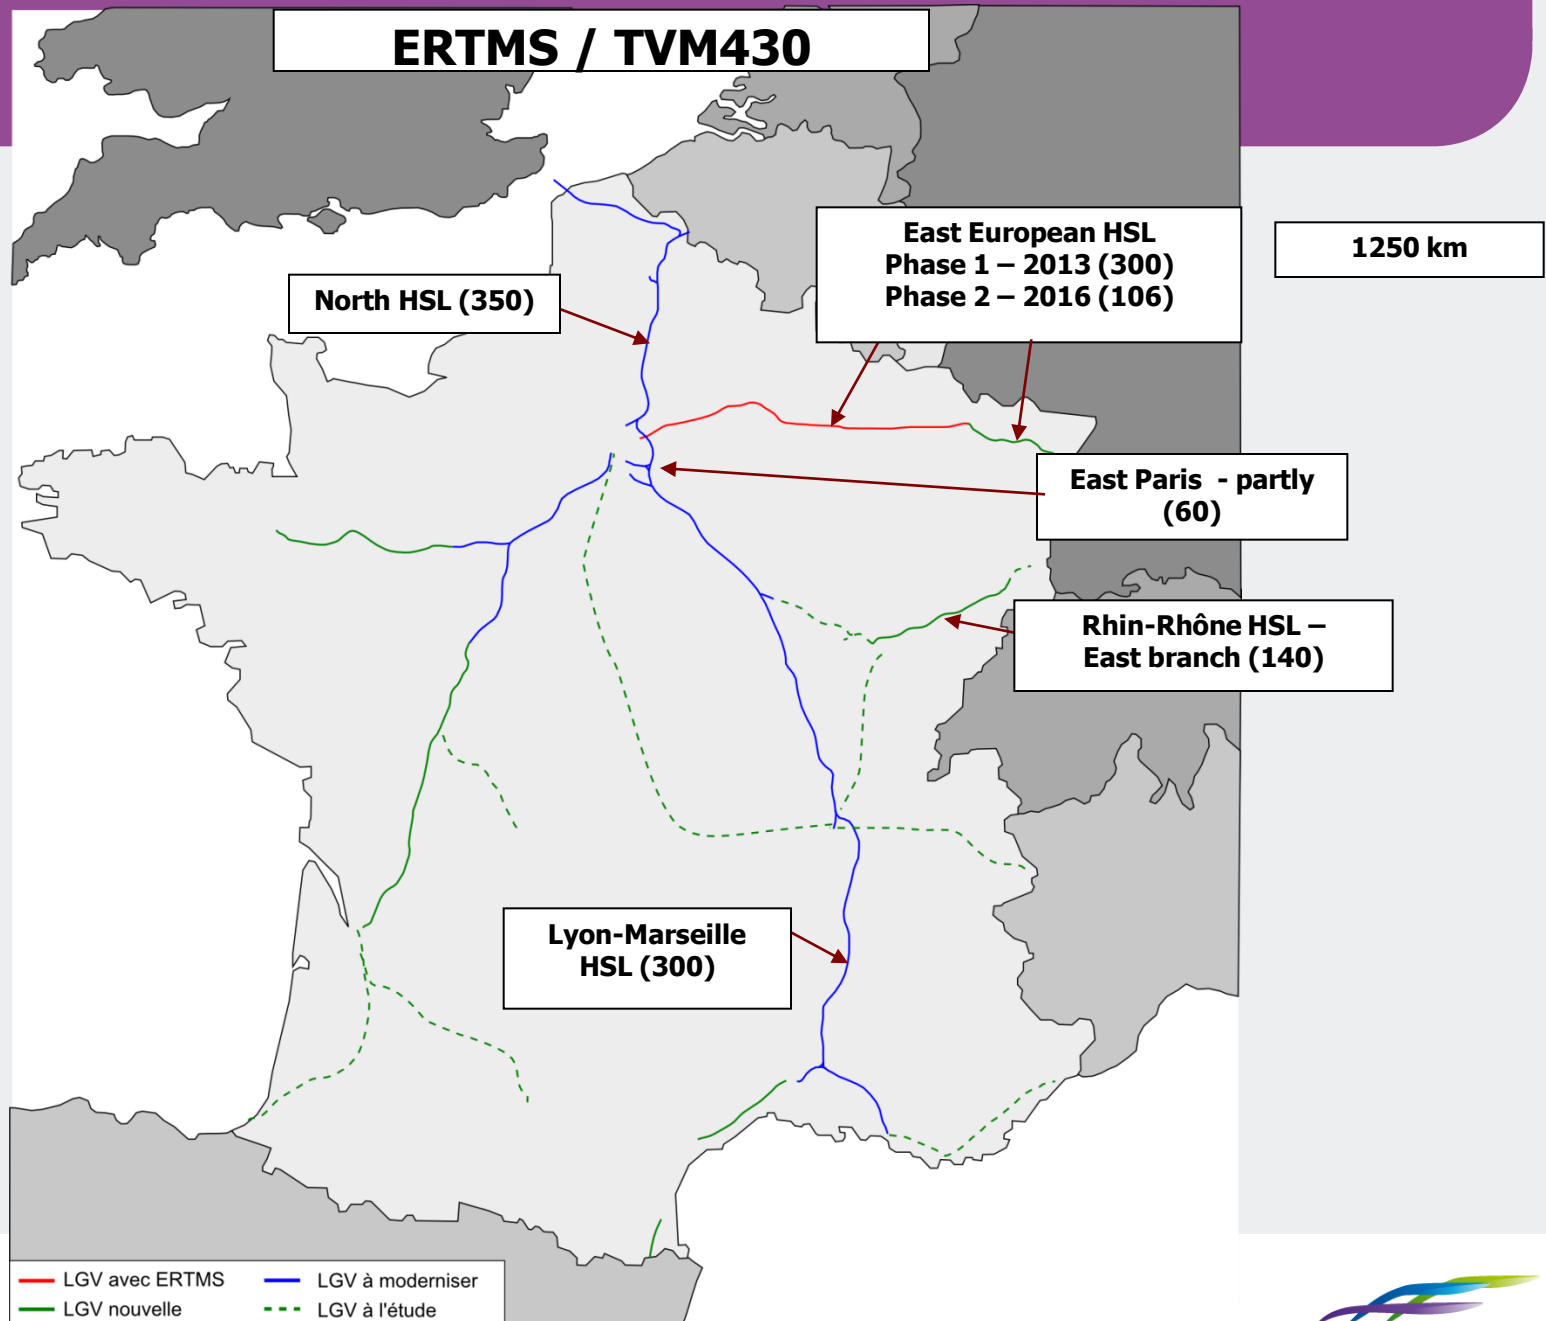 ERTMS / TVM430
East European HSL
Phase 1 – 2013 (300)
Phase 2 – 2016 (106)
1250 km
North HSL (350)
East Paris - partly
(60)
Rhin-Rhône HSL –
East branch (140)
Lyon-Marseille
HSL (300)
LGV avec ERTMS
LGV à moderniser
LGV nouvelle
LGV à l'étude